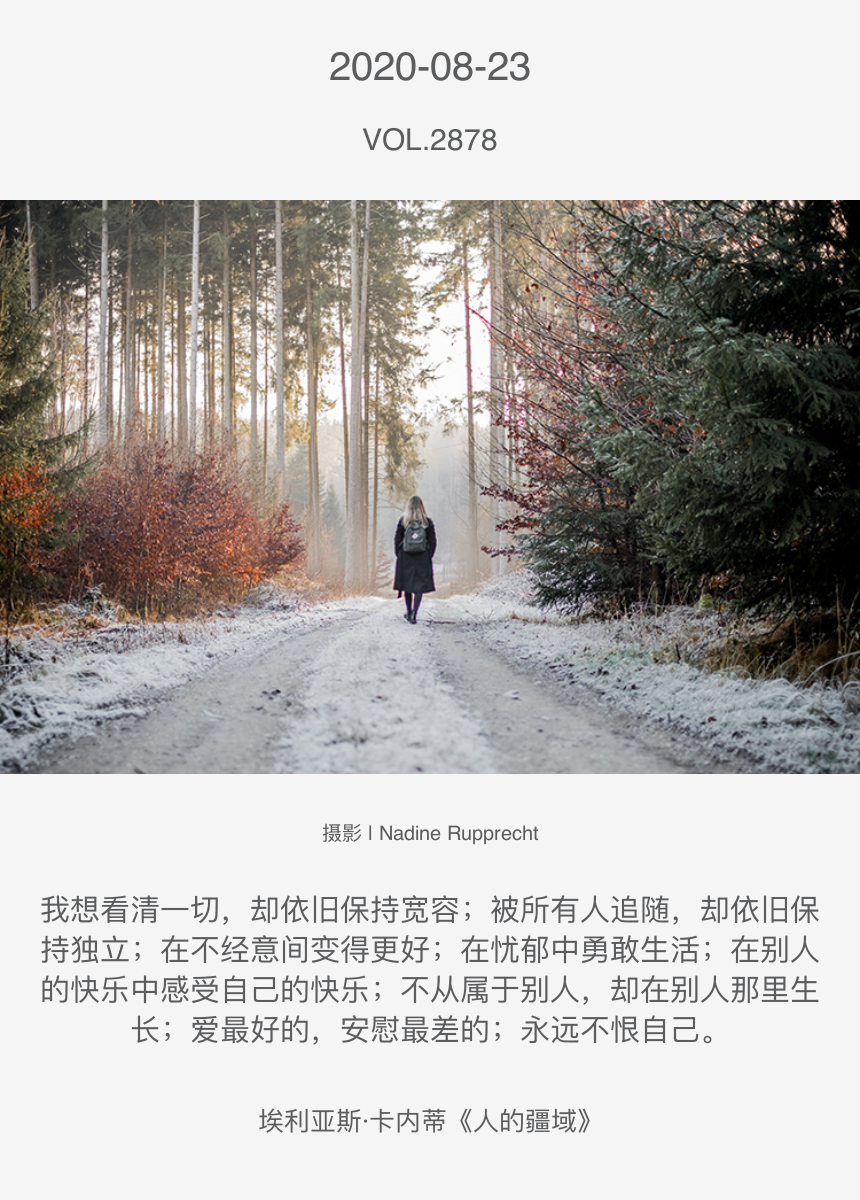 2020-08-23
VOL.2878
摄影 | Nadine Rupprecht
我想看清一切，却依旧保持宽容；被所有人追随，却依旧保
持独立；在不经意间变得更好；在忧郁中勇敢生活；在别人
的快乐中感受自己的快乐；不从属于别人，却在别人那里生
长；爱最好的，安慰最差的；永远不恨自己。
埃利亚斯·卡内蒂《人的疆域》